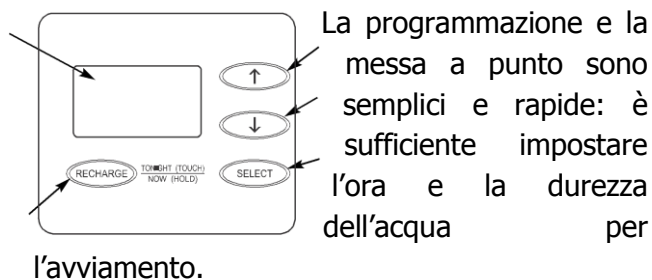 La programmazione e la
messa a punto sono
semplici e rapide: è
sufficiente impostare
l'ora e la durezza
dell'acqua per
l'avviamento.
↑
↓
RECHARGE
TONIGHT (TOUCH)
NOW (HOLD)
SELECT